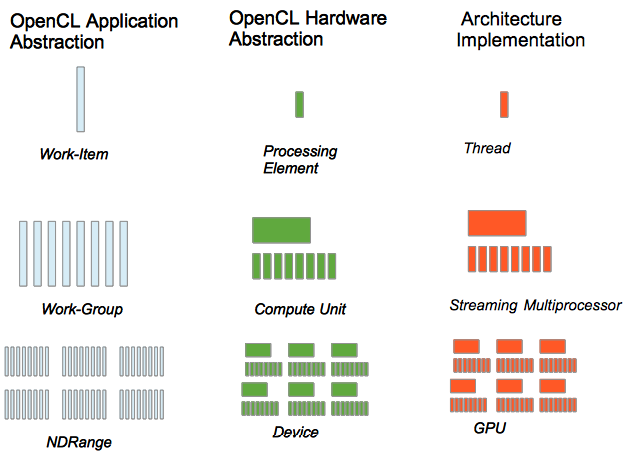 OpenCL Application
Abstraction
OpenCL Hardware
Abstraction
Architecture
Implementation
Work-Item
Processing
Element
Thread
Work-Group
Compute Unit
Streaming Multiprocessor
NDRange
Device
GPU